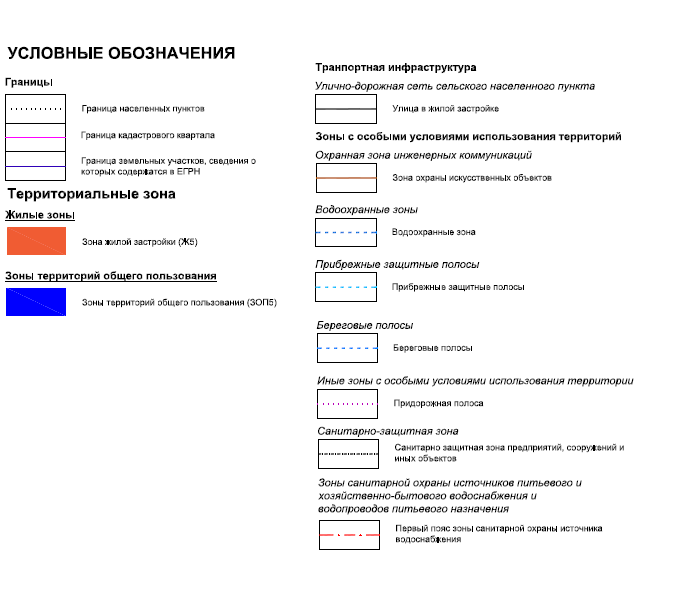 УСЛОВНЫЕ ОБОЗНАЧЕНИЯ
Границы
Граница населенных пунктов
Граница кадастрового квартала
Граница земельных участков, сведения о
которых содержатся в ЕГРН
Территориальные зона
Жилые зоны
Зона жилой застройки (Ж5)
Зоны территорий общего пользования
Зоны территорий общего пользования (ЗОП5)
Транпортная инфраструктура
Улично-дорожная сеть сельского населенного пункта
Улица в жилой застройке
Зоны с особыми условиями использования территорий
Охранная зона инженерных коммуникаций
Зона охраны искусственных объектов
Водоохранные зоны
Водоохранные зона
Прибрежные защитные полосы
Прибрежные защитные полосы
Береговые полосы
Береговые полосы
Иные зоны с особыми условиями использования территории
Придорожная полоса
Санитарно-защитная зона
Санитарно защитная зона предприятий, сооружений и
иных объектов
Зоны санитарной охраны источников питьевого и
хозяйственно-бытового водоснабжения и
водопроводов питьевого назначения
Первый пояс зоны санитарной охраны источника
водоснабжения